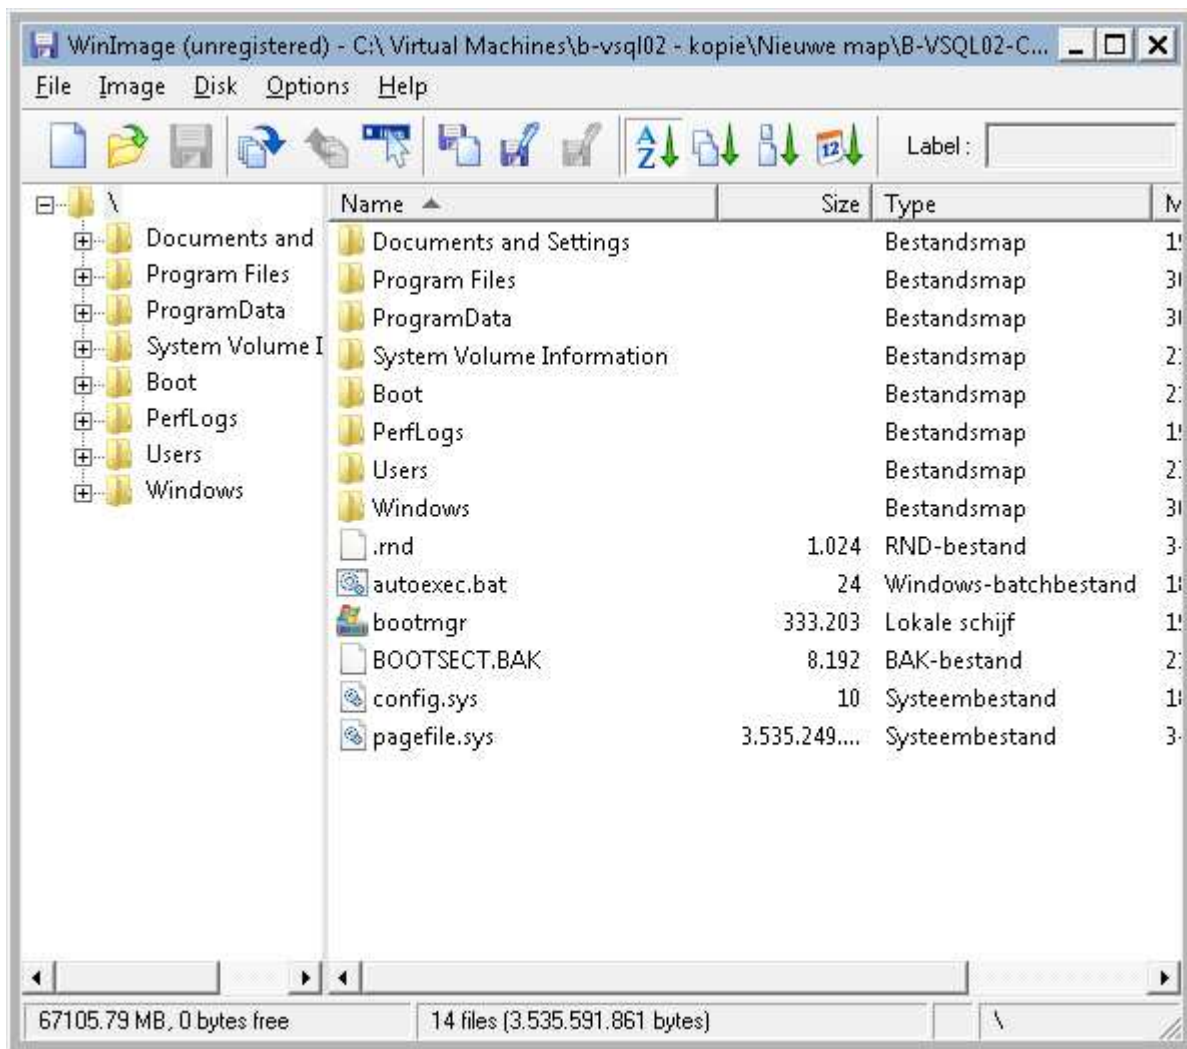 WinImage (unregistered) - C:\ Virtual Machines\b-vsql02 - kopie\Nieuwe map\B-VSQL02-C...
File Image Disk Options Help
12 Label :
Name Size Type
\
Documents and
Program Files
ProgramData
System Volume I
Boot
PerfLogs
Users
Windows
Documents and Settings Bestandsmap
Program Files Bestandsmap
ProgramData Bestandsmap
System Volume Information Bestandsmap
Boot Bestandsmap
PerfLogs Bestandsmap
Users Bestandsmap
Windows Bestandsmap
.rnd 1.024 RND-bestand
autoexec.bat 24 Windows-batchbestand
bootmgr 333.203 Lokale schijf
BOOTSECT.BAK 8.192 BAK-bestand
config.sys 10 Systeembestand
pagefile.sys 3.535.249.... Systeembestand
67105.79 MB, 0 bytes free 14 files (3.535.591.861 bytes) \